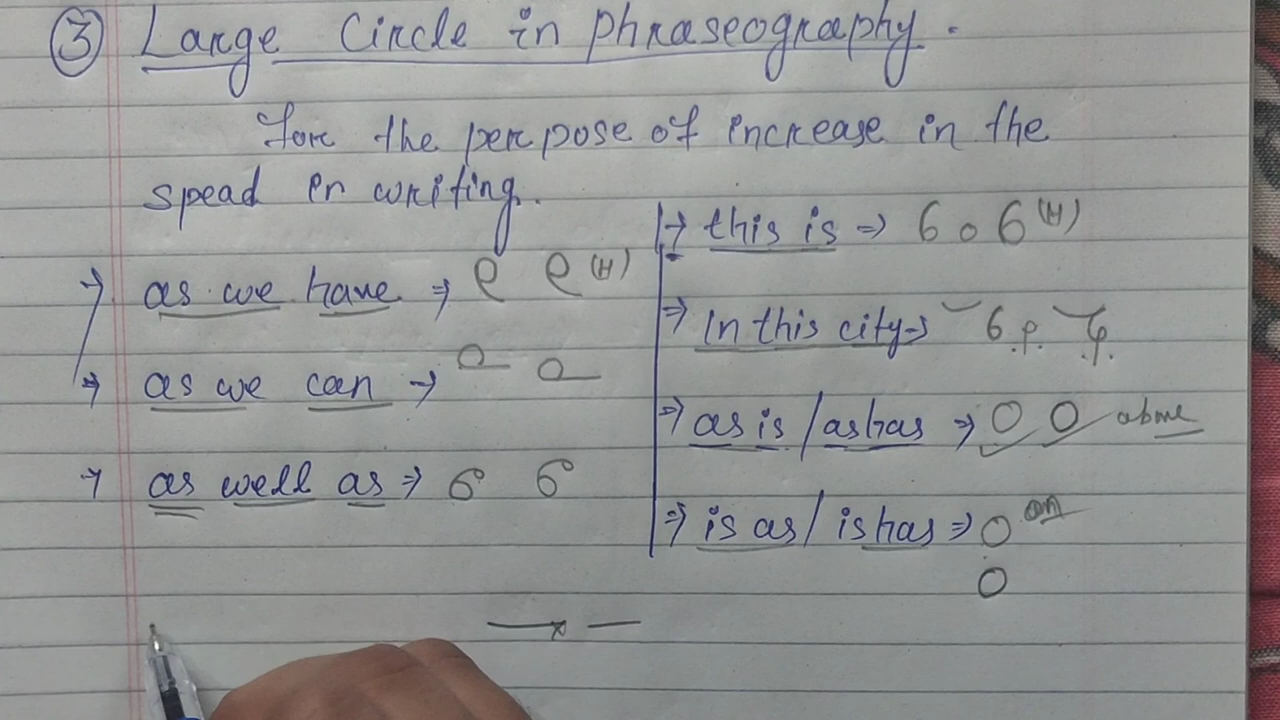 ③ Large Circle in phraseography.
For the perpose of increase in the
spead in writing.
→ as we have ⇒ (H)
→ as we can →
→ as well as ⇒
→ this is ⇒ (H)
⇒ In this city ⇒
⇒ as is / as has ⇒ above
⇒ is as / is has ⇒ on